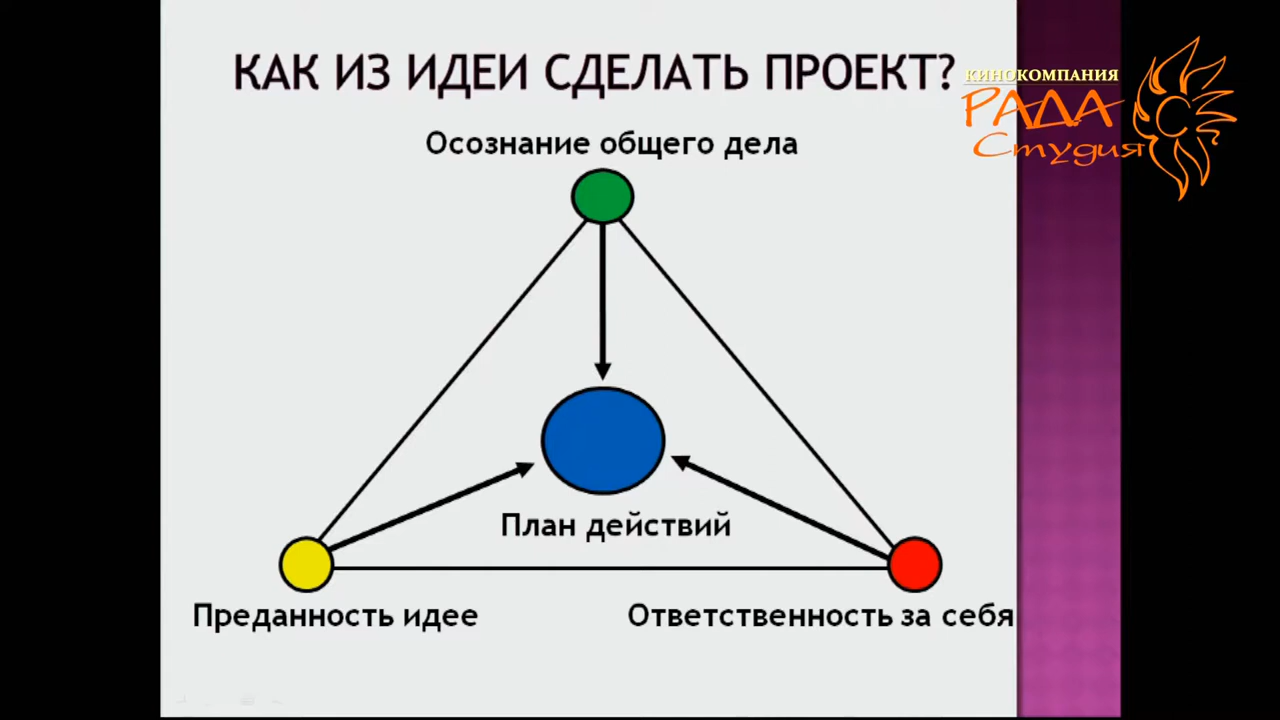 КАК ИЗ ИДЕИ СДЕЛАТЬ ПРОЕКТ?
КИНОКОМПАНИЯ
РАДА
Студия
Осознание общего дела
План действий
Преданность идее
Ответственность за себя